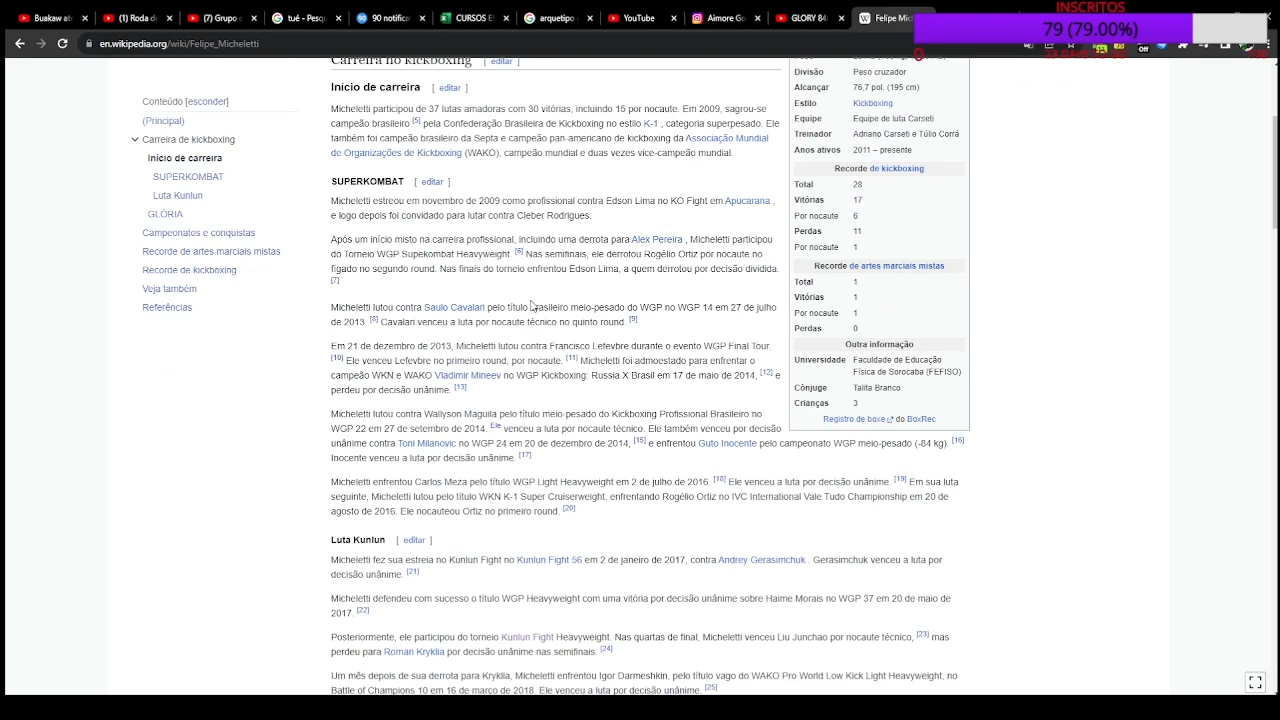 Buakaw aw
(1) Roda de
(7) Grupo c
tué - Pesqu
90 notifica
CURSOS E
arquetipo d
YouTube
Aimore Go
GLORY 84:
Felipe Mi
INSCRITOS
79 (79.00%)
0
en.wikipedia.org/wiki/Felipe_Micheletti
Off
Conteúdo [esconder]
(Principal)
Carreira de kickboxing
Início de carreira
SUPERKOMBAT
Luta Kunlun
GLÓRIA
Campeonatos e conquistas
Recorde de artes marciais mistas
Recorde de kickboxing
Veja também
Referências
Carreira no kickboxing [ editar ]
Início de carreira [ editar ]
Micheletti participou de 37 lutas amadoras com 30 vitórias, incluindo 15 por nocaute. Em 2009, sagrou-se
campeão brasileiro [5] pela Confederação Brasileira de Kickboxing no estilo K-1 , categoria superpesado. Ele
também foi campeão brasileiro da Septa e campeão pan-americano de kickboxing da Associação Mundial
de Organizações de Kickboxing (WAKO), campeão mundial e duas vezes vice-campeão mundial.
SUPERKOMBAT [ editar ]
Micheletti estreou em novembro de 2009 como profissional contra Edson Lima no KO Fight em Apucarana ,
e logo depois foi convidado para lutar contra Cleber Rodrigues.
Após um início misto na carreira profissional, incluindo uma derrota para Alex Pereira , Micheletti participou
do Torneio WGP Supekombat Heavyweight. [6] Nas semifinais, ele derrotou Rogélio Ortiz por nocaute no
fígado no segundo round. Nas finais do torneio enfrentou Edson Lima, a quem derrotou por decisão dividida.
[7]
Micheletti lutou contra Saulo Cavalari pelo título brasileiro meio-pesado do WGP no WGP 14 em 27 de julho
de 2013. [8] Cavalari venceu a luta por nocaute técnico no quinto round. [9]
Em 21 de dezembro de 2013, Micheletti lutou contra Francisco Lefevbre durante o evento WGP Final Tour.
[10] Ele venceu Lefevbre no primeiro round, por nocaute. [11] Micheletti foi admoestado para enfrentar o
campeão WKN e WAKO Vladimir Mineev no WGP Kickboxing: Russia X Brasil em 17 de maio de 2014, [12] e
perdeu por decisão unânime. [13]
Micheletti lutou contra Wallyson Maguila pelo título meio-pesado do Kickboxing Profissional Brasileiro no
WGP 22 em 27 de setembro de 2014. Ele venceu a luta por nocaute técnico. Ele também venceu por decisão
unânime contra Toni Milanovic no WGP 24 em 20 de dezembro de 2014, [15] e enfrentou Guto Inocente pelo campeonato WGP meio-pesado (-84 kg). [16]
Inocente venceu a luta por decisão unânime. [17]
Micheletti enfrentou Carlos Meza pelo título WGP Light Heavyweight em 2 de julho de 2016. [18] Ele venceu a luta por decisão unânime. [19] Em sua luta
seguinte, Micheletti lutou pelo título WKN K-1 Super Cruiserweight, enfrentando Rogélio Ortiz no IVC International Vale Tudo Championship em 20 de
agosto de 2016. Ele nocauteou Ortiz no primeiro round. [20]
Luta Kunlun [ editar ]
Micheletti fez sua estreia no Kunlun Fight no Kunlun Fight 56 em 2 de janeiro de 2017, contra Andrey Gerasimchuk . Gerasimchuk venceu a luta por
decisão unânime. [21]
Micheletti defendeu com sucesso o título WGP Heavyweight com uma vitória por decisão unânime sobre Haime Morais no WGP 37 em 20 de maio de
2017. [22]
Posteriormente, ele participou do torneio Kunlun Fight Heavyweight. Nas quartas de final, Micheletti venceu Liu Junchao por nocaute técnico, [23] mas
perdeu para Roman Kryklia por decisão unânime nas semifinais. [24]
Um mês depois de sua derrota para Kryklia, Micheletti enfrentou Igor Darmeshkin, pelo título vago do WAKO Pro World Low Kick Light Heavyweight, no
Battle of Champions 10 em 16 de março de 2018. Ele venceu a luta por decisão unânime. [25]
Divisão Peso cruzador
Alcançar 76,7 pol. (195 cm)
Estilo Kickboxing
Equipe Equipe de luta Carseti
Treinador Adriano Carseti e Túlio Corrá
Anos ativos 2011 – presente
Recorde de kickboxing
Total 28
Vitórias 17
Por nocaute 6
Perdas 11
Por nocaute 1
Recorde de artes marciais mistas
Total 1
Vitórias 1
Por nocaute 1
Perdas 0
Outra informação
Universidade Faculdade de Educação
Física de Sorocaba (FEFISO)
Cônjuge Talita Branco
Crianças 3
Registro de boxe do BoxRec